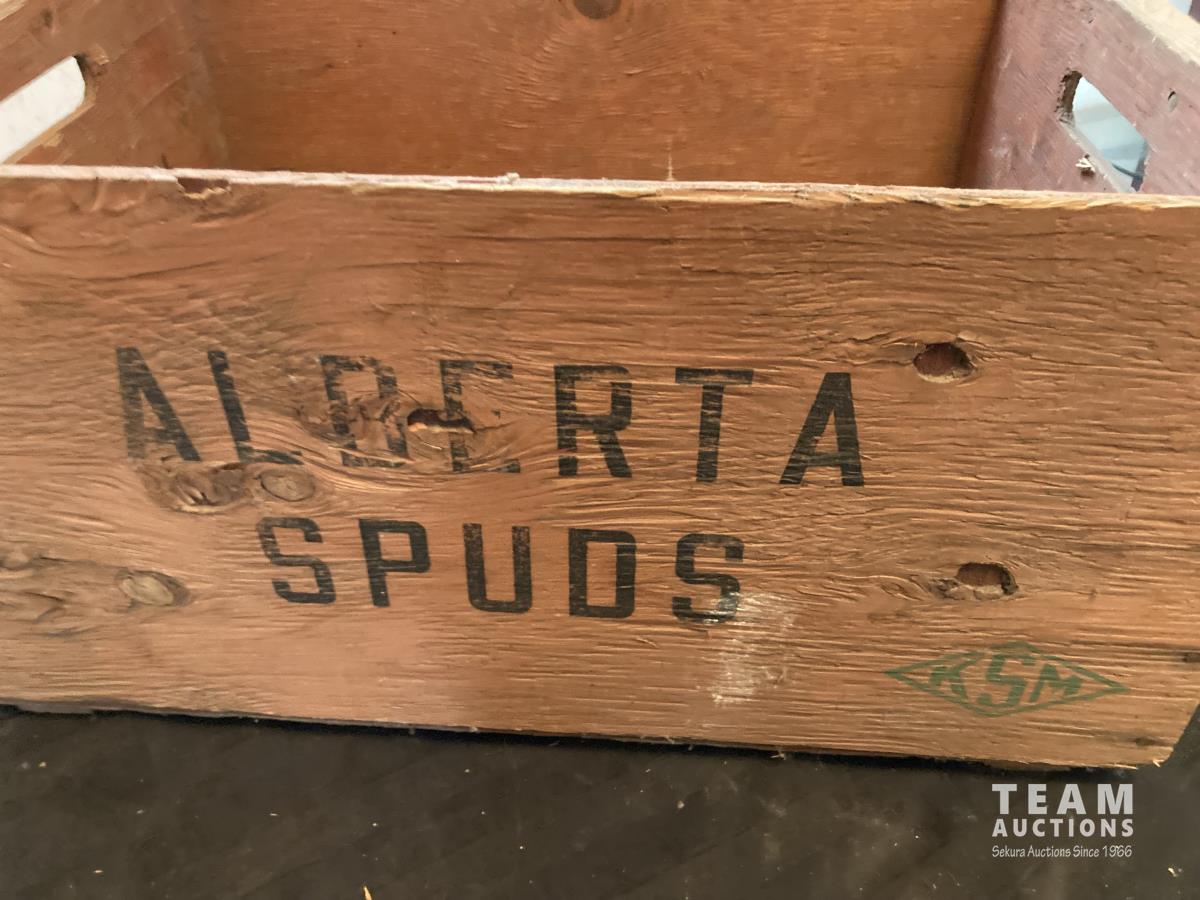 ALBERTA
SPUDS
KSM
TEAM
AUCTIONS
Sekura Auctions Since 1966